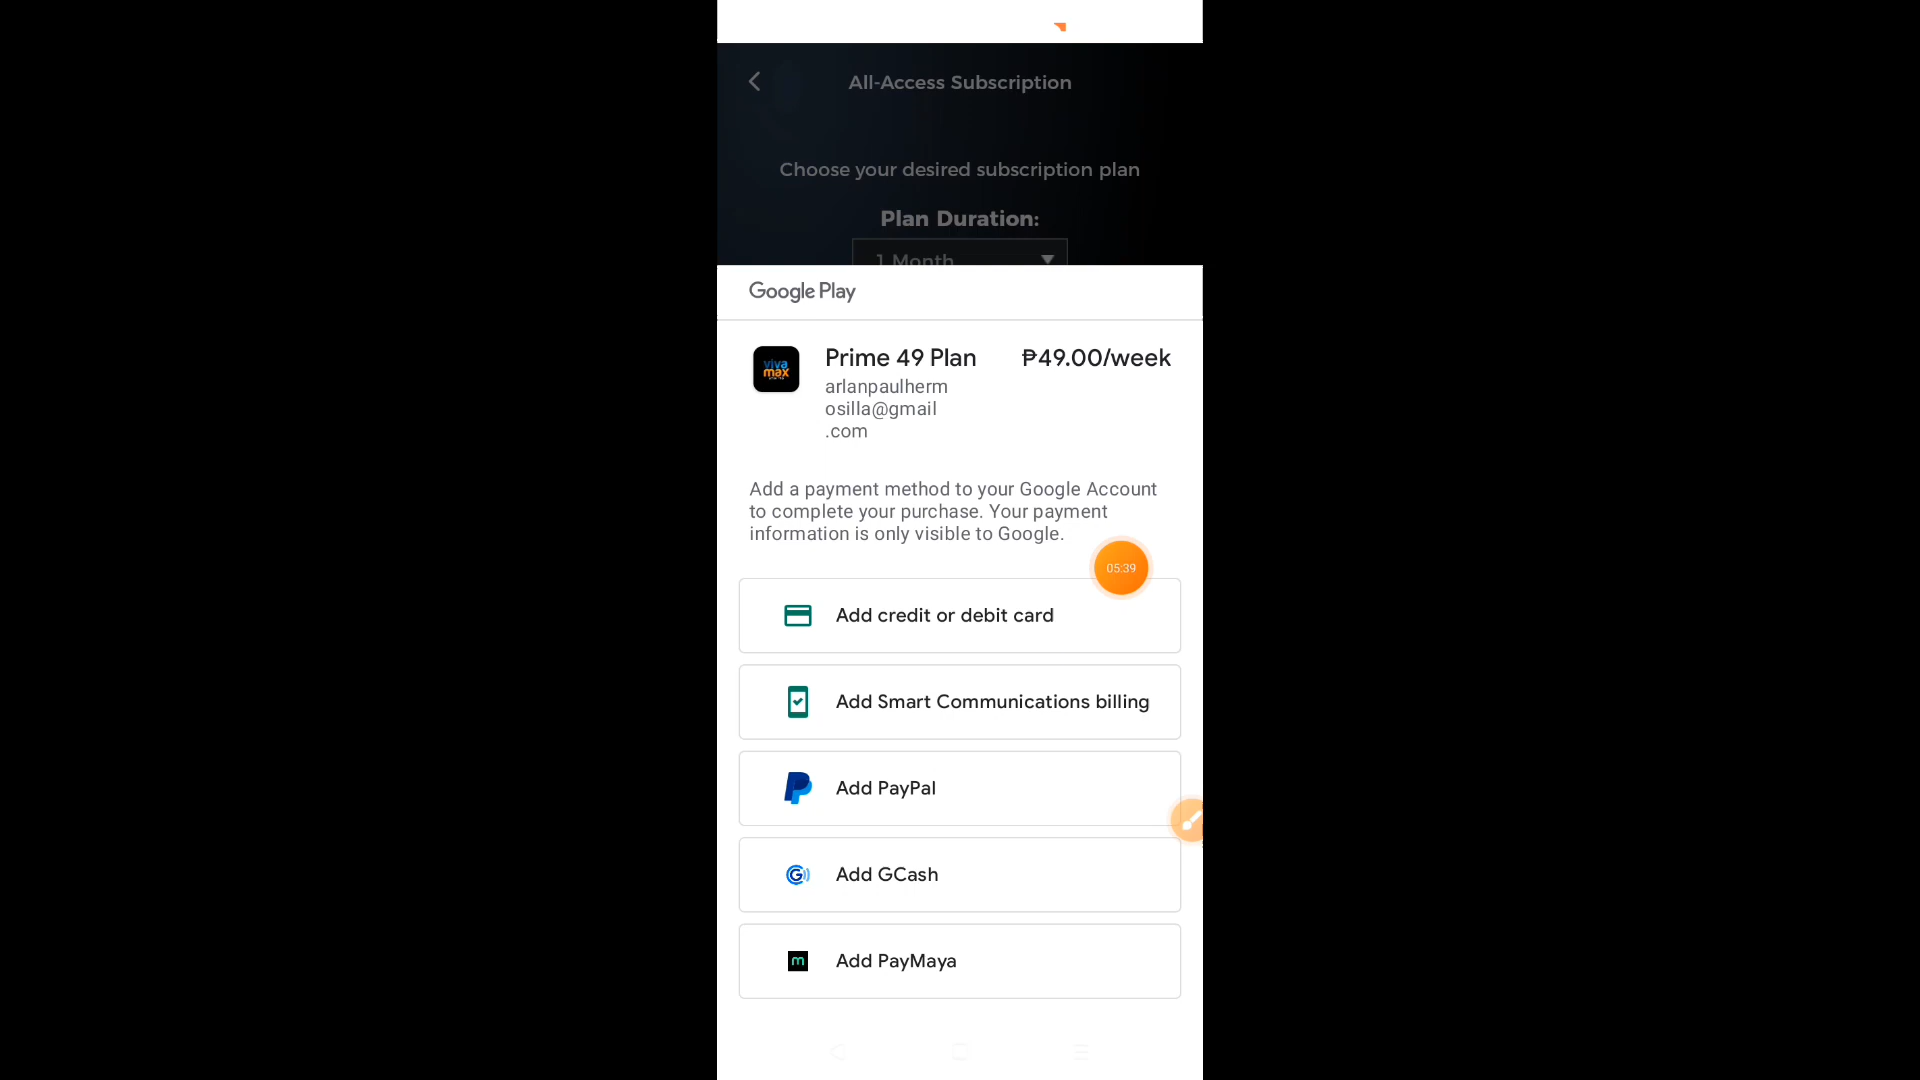 All-Access Subscription
Choose your desired subscription plan
Plan Duration:
1 Month
Google Play
viva
max
Prime 49 Plan
₱49.00/week
arlanpaulherm
osilla@gmail
.com
Add a payment method to your Google Account
to complete your purchase. Your payment
information is only visible to Google.
05:39
Add credit or debit card
Add Smart Communications billing
Add PayPal
Add GCash
Add PayMaya